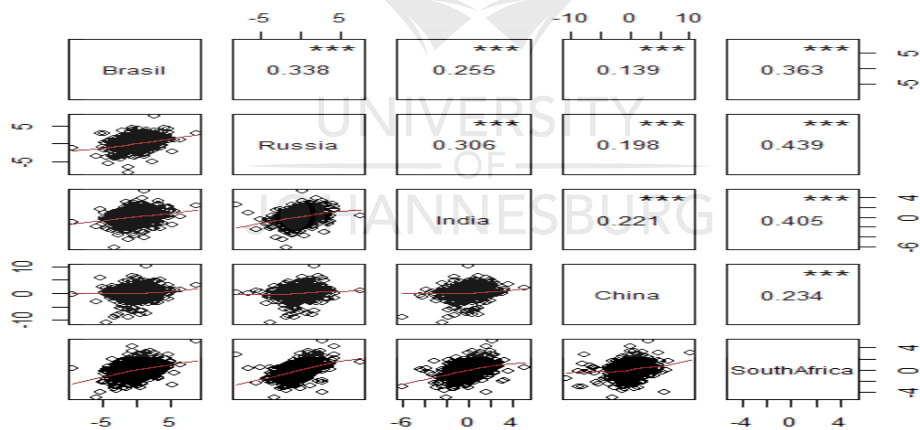 -5 5 -10 0 10
Brasil *** 0.338 *** 0.255 *** 0.139 *** 0.363 -5 5
-5 5 Russia *** 0.306 *** 0.198 *** 0.439
India *** 0.221 *** 0.405 -6 0 4
-10 0 10 China *** 0.234
SouthAfrica -4 0 4
-5 5 -6 0 4 -4 0 4
UNIVERSITY
OF
JOHANNESBURG